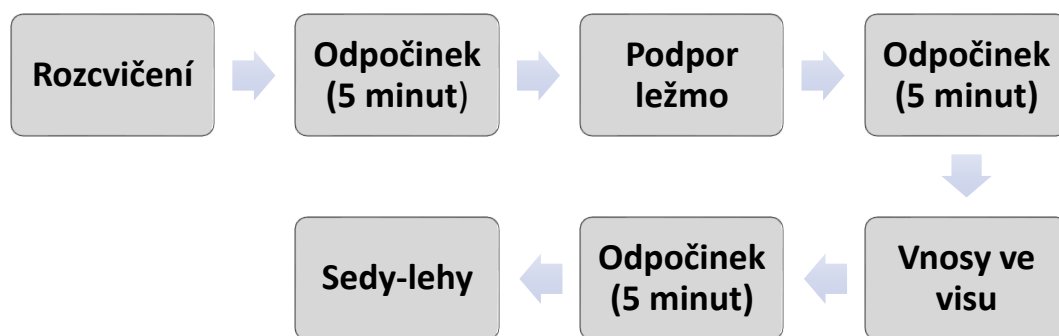 Rozcvičení
Odpočinek
(5 minut)
Podpor
ležmo
Odpočinek
(5 minut)
Vnosy ve
visu
Odpočinek
(5 minut)
Sedy-lehy